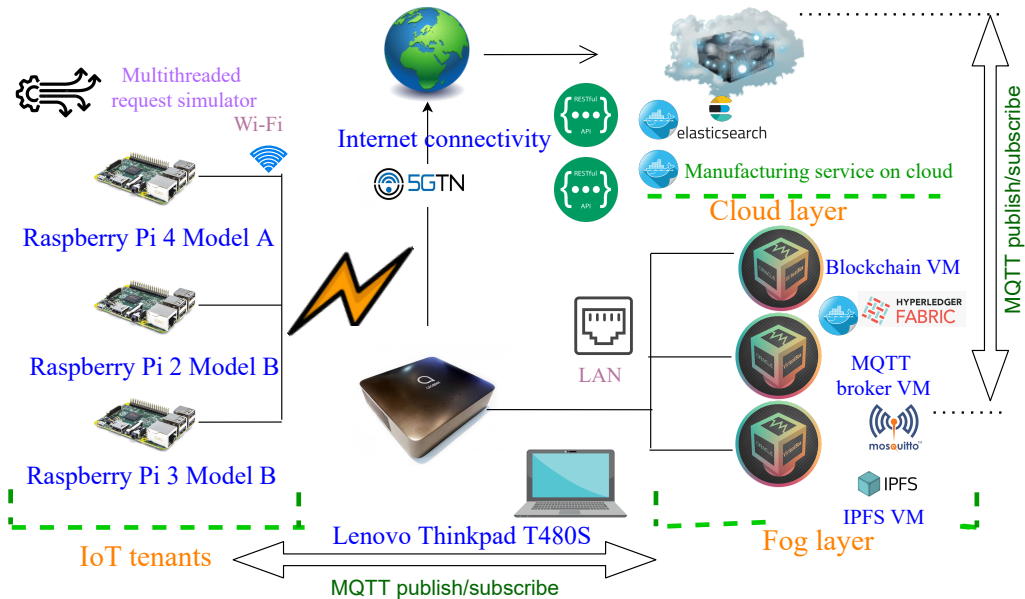 Multithreaded
request simulator
Wi-Fi
Raspberry Pi 4 Model A
Raspberry Pi 2 Model B
Raspberry Pi 3 Model B
IoT tenants
Internet connectivity
5GTN
RESTful
API
RESTful
API
elasticsearch
Manufacturing service on cloud
Cloud layer
MQTT publish/subscribe
LAN
Blockchain VM
HYPERLEDGER
FABRIC
MQTT
broker VM
mosquitto
IPFS
IPFS VM
Fog layer
Lenovo Thinkpad T480S
MQTT publish/subscribe